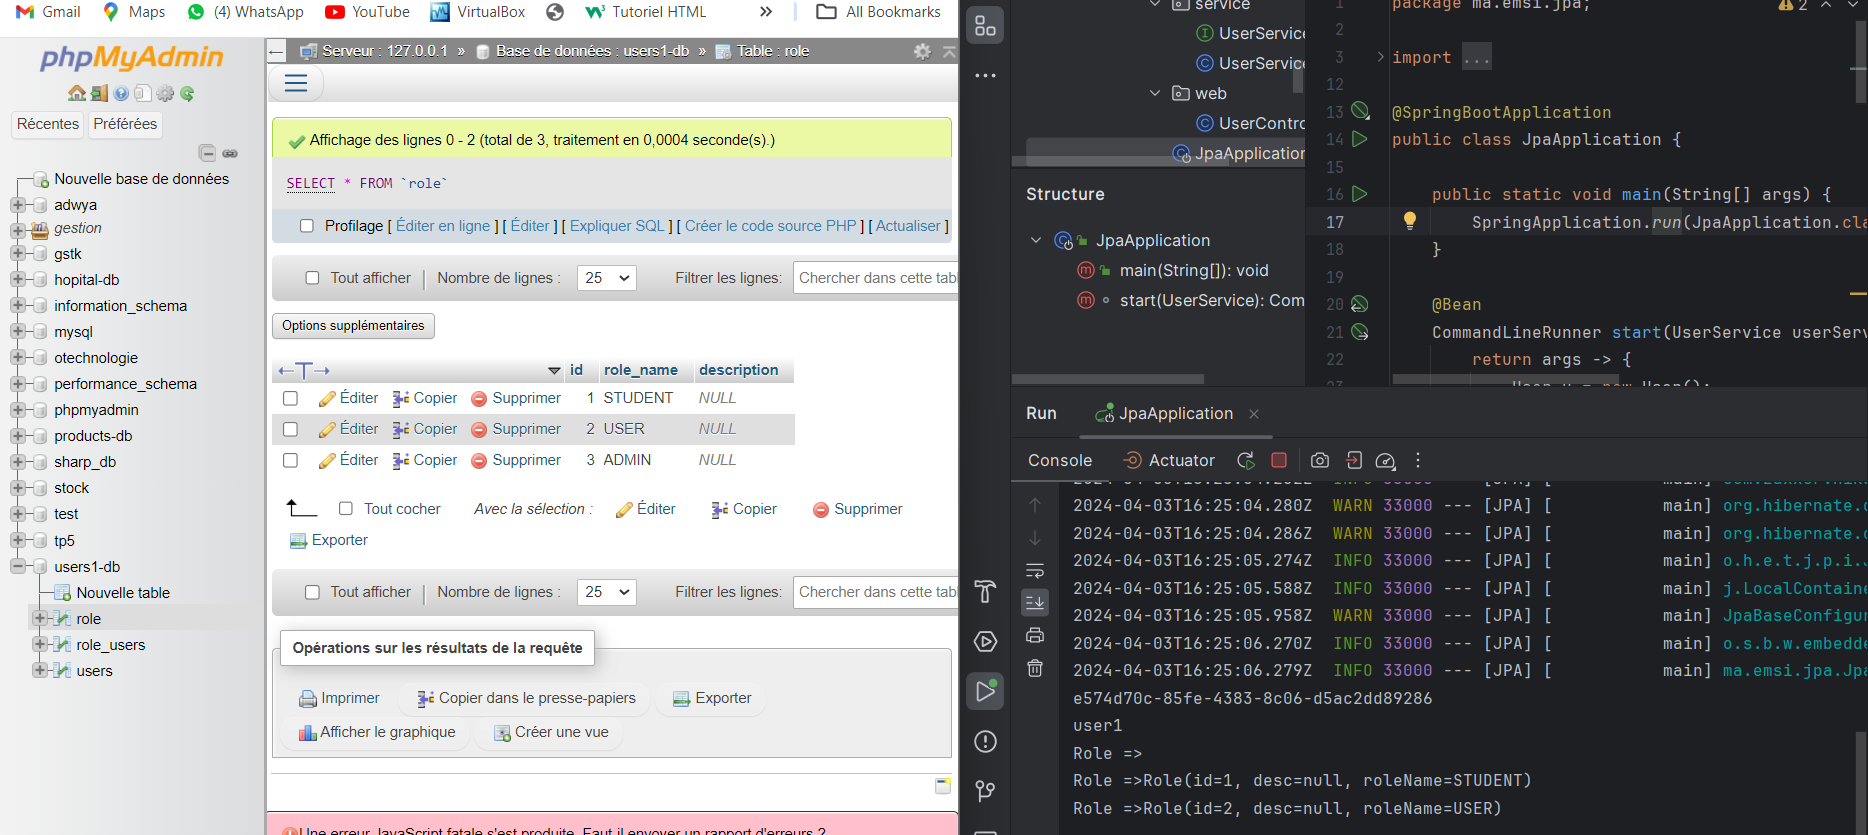 Gmail Maps (4) WhatsApp YouTube VirtualBox Tutoriel HTML » All Bookmarks
phpMyAdmin
Récentes Préférées
Nouvelle base de données
adwya
gestion
gstk
hopital-db
information_schema
mysql
otechnologie
performance_schema
phpmyadmin
products-db
sharp_db
stock
test
tp5
users1-db
Nouvelle table
role
role_users
users
Serveur : 127.0.0.1 » Base de données : users1-db » Table : role
Affichage des lignes 0 - 2 (total de 3, traitement en 0,0004 seconde(s).)
SELECT * FROM `role`
Profilage [ Éditer en ligne ] [ Éditer ] [ Expliquer SQL ] [ Créer le code source PHP ] [ Actualiser ]
Tout afficher Nombre de lignes : 25 Filtrer les lignes: Chercher dans cette tabl
Options supplémentaires
←T→ id role_name description
Éditer Copier Supprimer 1 STUDENT NULL
Éditer Copier Supprimer 2 USER NULL
Éditer Copier Supprimer 3 ADMIN NULL
Tout cocher Avec la sélection : Éditer Copier Supprimer
Exporter
Tout afficher Nombre de lignes : 25 Filtrer les lignes: Chercher dans cette tabl
Opérations sur les résultats de la requête
Imprimer Copier dans le presse-papiers Exporter
Afficher le graphique Créer une vue
Une erreur JavaScript fatale s'est produite. Faut-il envoyer un rapport d'erreurs ?
service
UserService
UserService
web
UserContro
JpaApplication
Structure
JpaApplication
main(String[]): void
start(UserService): Com
1 package ma.emsi.jpa; 2
2
3 import ...
12
13 @SpringBootApplication
14 public class JpaApplication {
15
16 public static void main(String[] args) {
17 SpringApplication.run(JpaApplication.cla
18 }
19
20 @Bean
21 CommandLineRunner start(UserService userServ
22 return args -> {
23 User u = new User();
Run JpaApplication ×
Console Actuator
2024-04-03T16:25:04.280Z WARN 33000 --- [JPA] [ main] org.hibernate.
2024-04-03T16:25:04.286Z WARN 33000 --- [JPA] [ main] org.hibernate.
2024-04-03T16:25:05.274Z INFO 33000 --- [JPA] [ main] o.h.e.t.j.p.i.
2024-04-03T16:25:05.588Z INFO 33000 --- [JPA] [ main] j.LocalContaine
2024-04-03T16:25:05.958Z WARN 33000 --- [JPA] [ main] JpaBaseConfigur
2024-04-03T16:25:06.270Z INFO 33000 --- [JPA] [ main] o.s.b.w.embedde
2024-04-03T16:25:06.279Z INFO 33000 --- [JPA] [ main] ma.emsi.jpa.Jpa
e574d70c-85fe-4383-8c06-d5ac2dd89286
user1
Role =>
Role =>Role(id=1, desc=null, roleName=STUDENT)
Role =>Role(id=2, desc=null, roleName=USER)